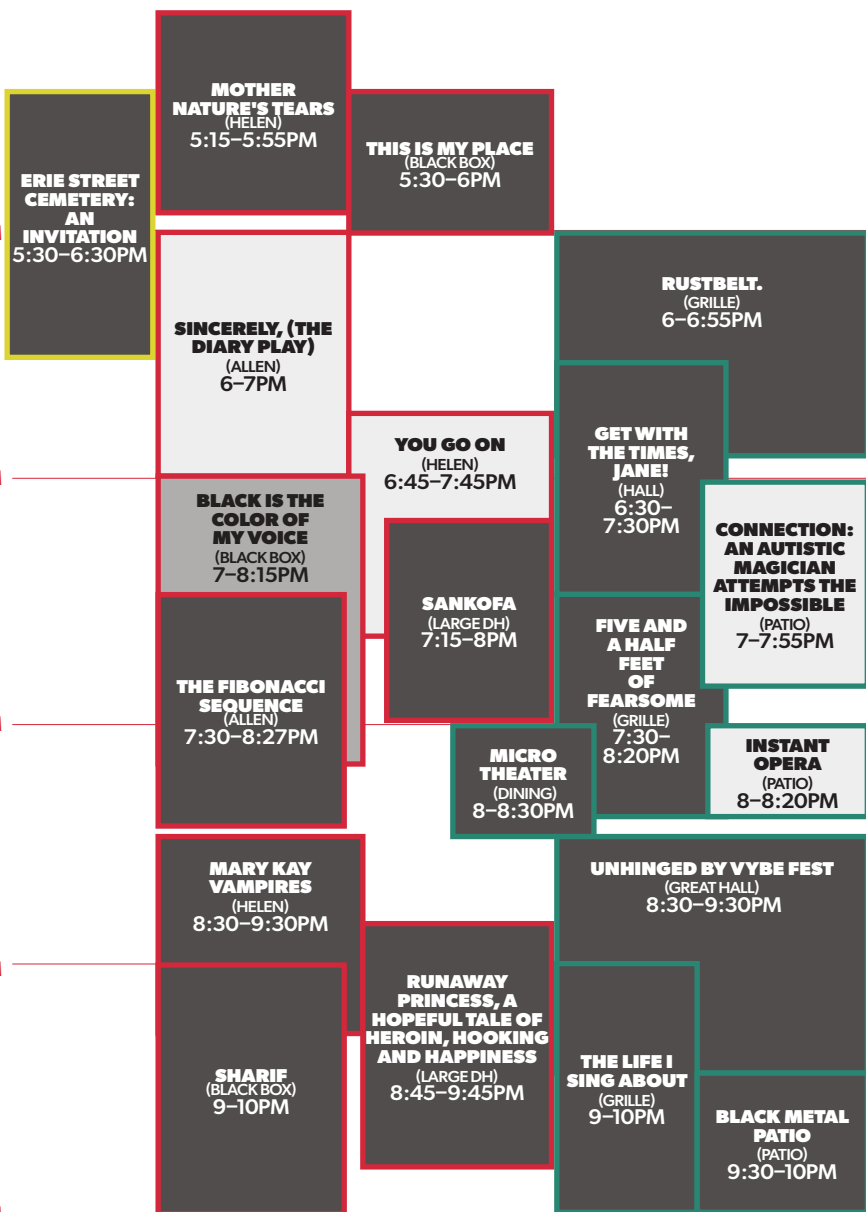 MOTHER
NATURE'S TEARS
(HELEN)
5:15–5:55PM
THIS IS MY PLACE
(BLACK BOX)
5:30–6PM
ERIE STREET
CEMETERY:
AN
INVITATION
5:30–6:30PM
RUSTBELT.
(GRILLE)
6–6:55PM
SINCERELY, (THE
DIARY PLAY)
(ALLEN)
6–7PM
YOU GO ON
(HELEN)
6:45–7:45PM
GET WITH
THE TIMES,
JANE!
(HALL)
6:30–
7:30PM
BLACK IS THE
COLOR OF
MY VOICE
(BLACK BOX)
7–8:15PM
CONNECTION:
AN AUTISTIC
MAGICIAN
ATTEMPTS THE
IMPOSSIBLE
(PATIO)
7–7:55PM
SANKOFA
(LARGE DH)
7:15–8PM
FIVE AND
A HALF
FEET
OF
FEARSOME
(GRILLE)
7:30–
8:20PM
THE FIBONACCI
SEQUENCE
(ALLEN)
7:30–8:27PM
MICRO
THEATER
(DINING)
8–8:30PM
INSTANT
OPERA
(PATIO)
8–8:20PM
MARY KAY
VAMPIRES
(HELEN)
8:30–9:30PM
UNHINGED BY VYBE FEST
(GREAT HALL)
8:30–9:30PM
RUNAWAY
PRINCESS, A
HOPEFUL TALE OF
HEROIN, HOOKING
AND HAPPINESS
(LARGE DH)
8:45–9:45PM
SHARIF
(BLACK BOX)
9–10PM
THE LIFE I
SING ABOUT
(GRILLE)
9–10PM
BLACK METAL
PATIO
(PATIO)
9:30–10PM